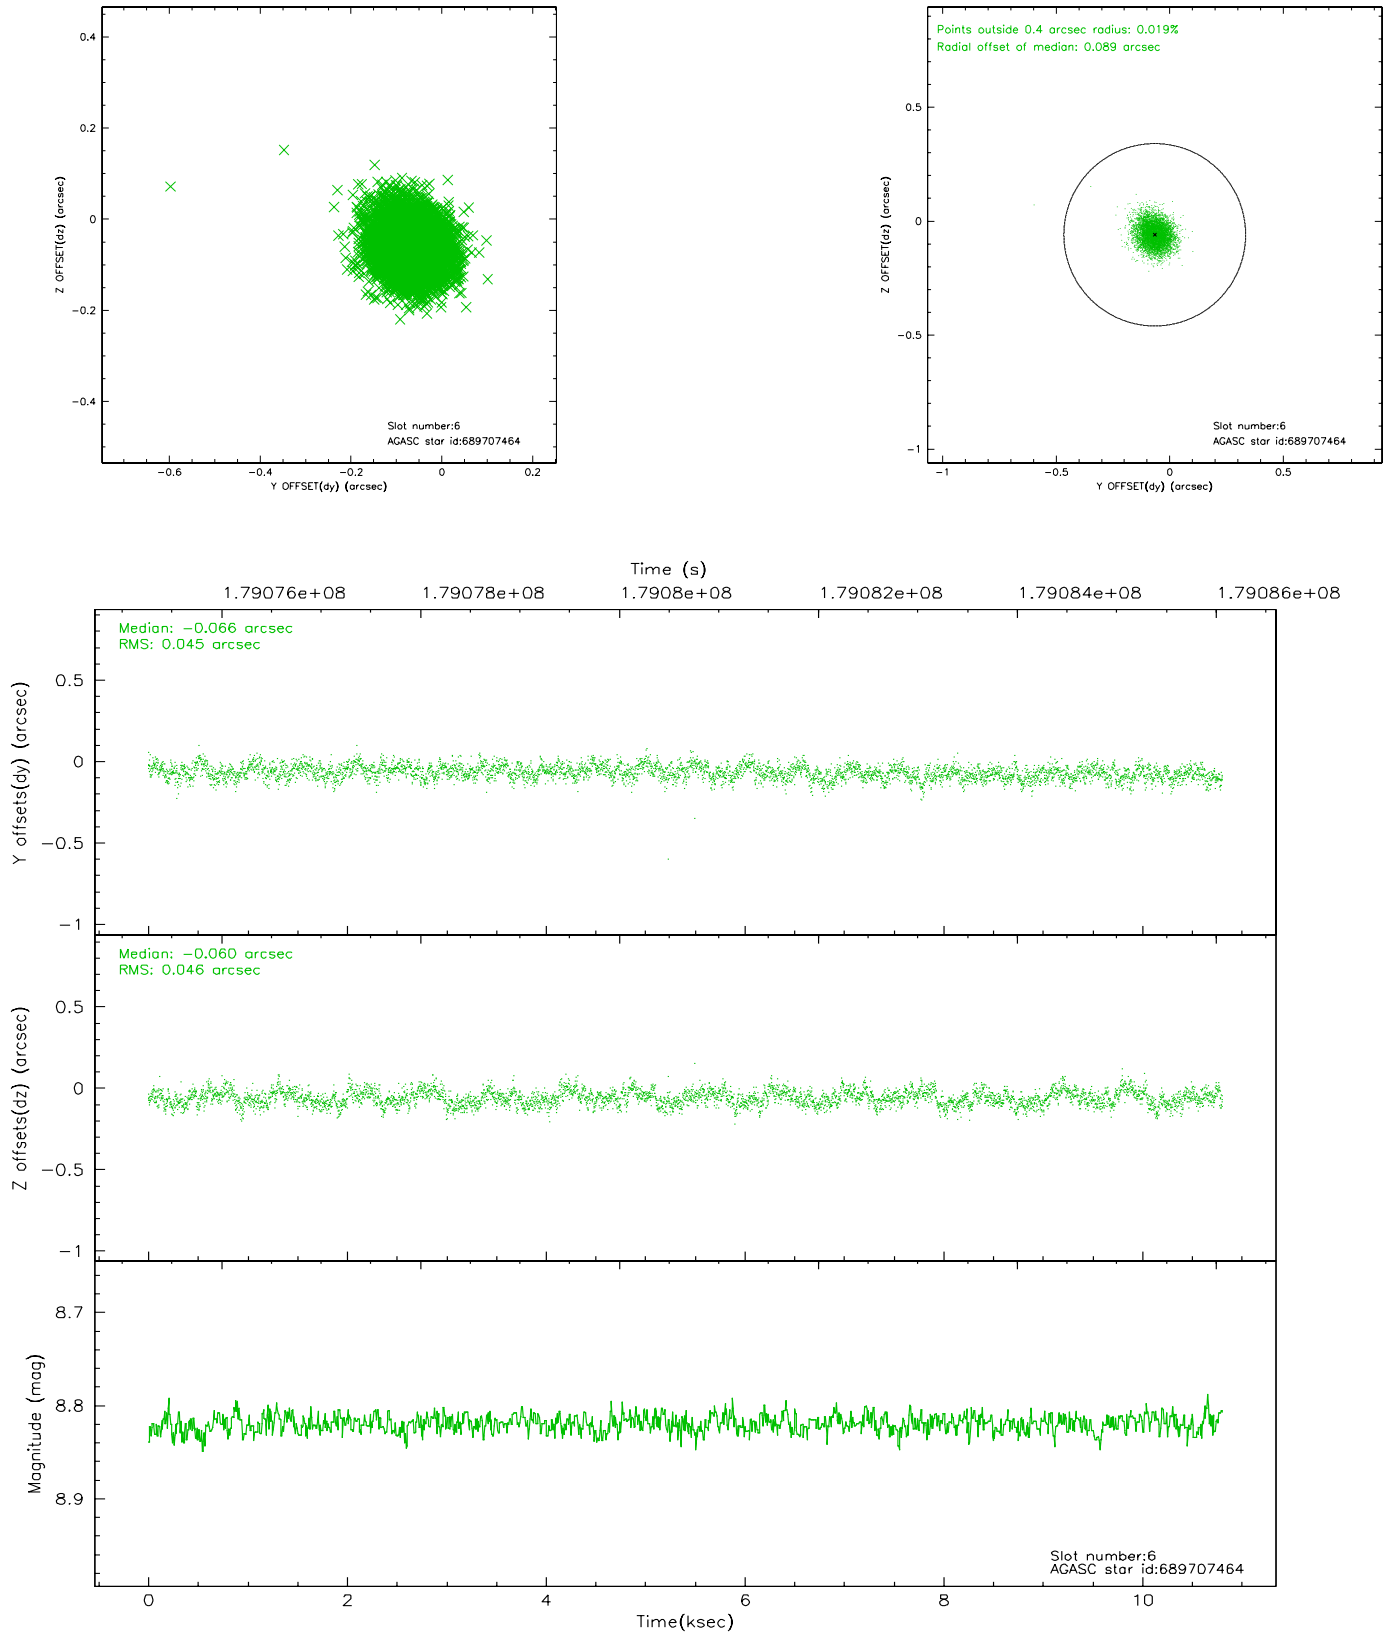 0.4
0.2
0
-0.2
-0.4
Z OFFSET(dz) (arcsec)
-0.6
-0.4
-0.2
0
0.2
Y OFFSET(dy) (arcsec)
Slot number:6
AGASC star id:689707464
Points outside 0.4 arcsec radius: 0.019%
Radial offset of median: 0.089 arcsec
0.5
0
-0.5
-1
Z OFFSET(dz) (arcsec)
-1
-0.5
0
0.5
Y OFFSET(dy) (arcsec)
Slot number:6
AGASC star id:689707464
Time (s)
1.79076e+08
1.79078e+08
1.7908e+08
1.79082e+08
1.79084e+08
1.79086e+08
Median: -0.066 arcsec
RMS: 0.045 arcsec
0.5
0
-0.5
-1
Y offsets(dy) (arcsec)
Median: -0.060 arcsec
RMS: 0.046 arcsec
0.5
0
-0.5
-1
Z offsets(dz) (arcsec)
8.7
8.8
8.9
Magnitude (mag)
Slot number:6
AGASC star id:689707464
0
2
4
6
8
10
Time(ksec)